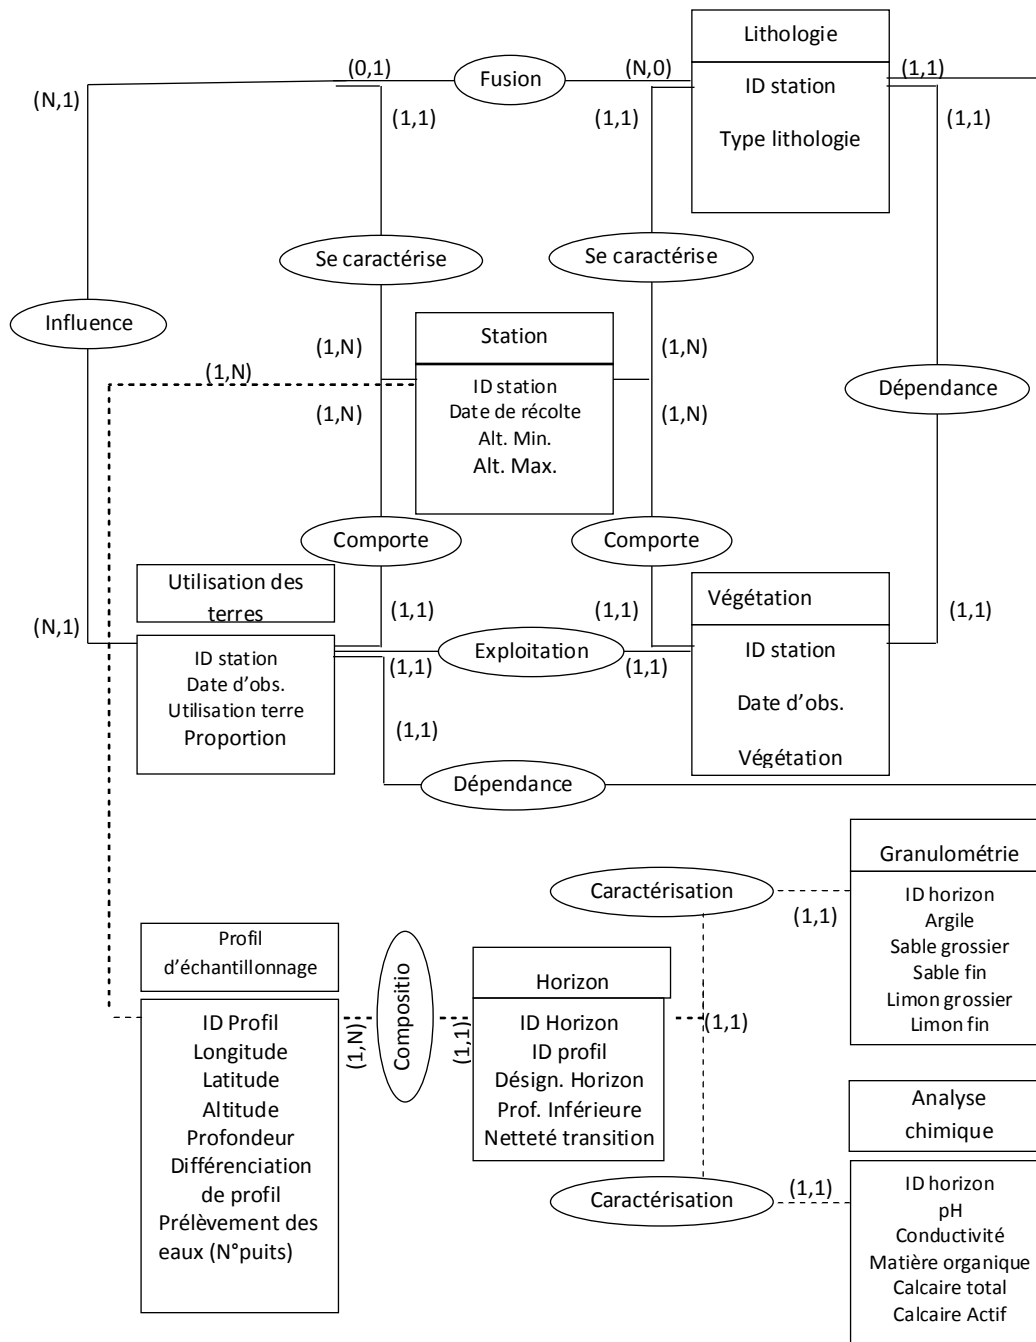 Lithologie
(0,1)
Fusion
(N,0)
(1,1)
(N,1)
ID station
(1,1)
(1,1)
(1,1)
Type lithologie
Se caractérise
Se caractérise
Influence
Station
(1,N)
(1,N)
(1,N)
Dépendance
ID station
Date de récolte
Alt. Min.
Alt. Max.
(1,N)
(1,N)
Comporte
Comporte
Utilisation des
terres
Végétation
(N,1)
(1,1)
(1,1)
(1,1)
ID station
Date d'obs.
Utilisation terre
Proportion
(1,1)
Exploitation
(1,1)
ID station
Date d'obs.
Végétation
(1,1)
Dépendance
Granulométrie
Caractérisation
(1,1)
ID horizon
Argile
Sable grossier
Sable fin
Limon grossier
Limon fin
Profil
d'échantillonnage
Compositio
Horizon
ID Profil
Longitude
Latitude
Altitude
Profondeur
Différenciation
de profil
Prélèvement des
eaux (N°puits)
(1,N)
(1,1)
ID Horizon
ID profil
Désign. Horizon
Prof. Inférieure
Netteté transition
(1,1)
Analyse
chimique
Caractérisation
(1,1)
ID horizon
pH
Conductivité
Matière organique
Calcaire total
Calcaire Actif